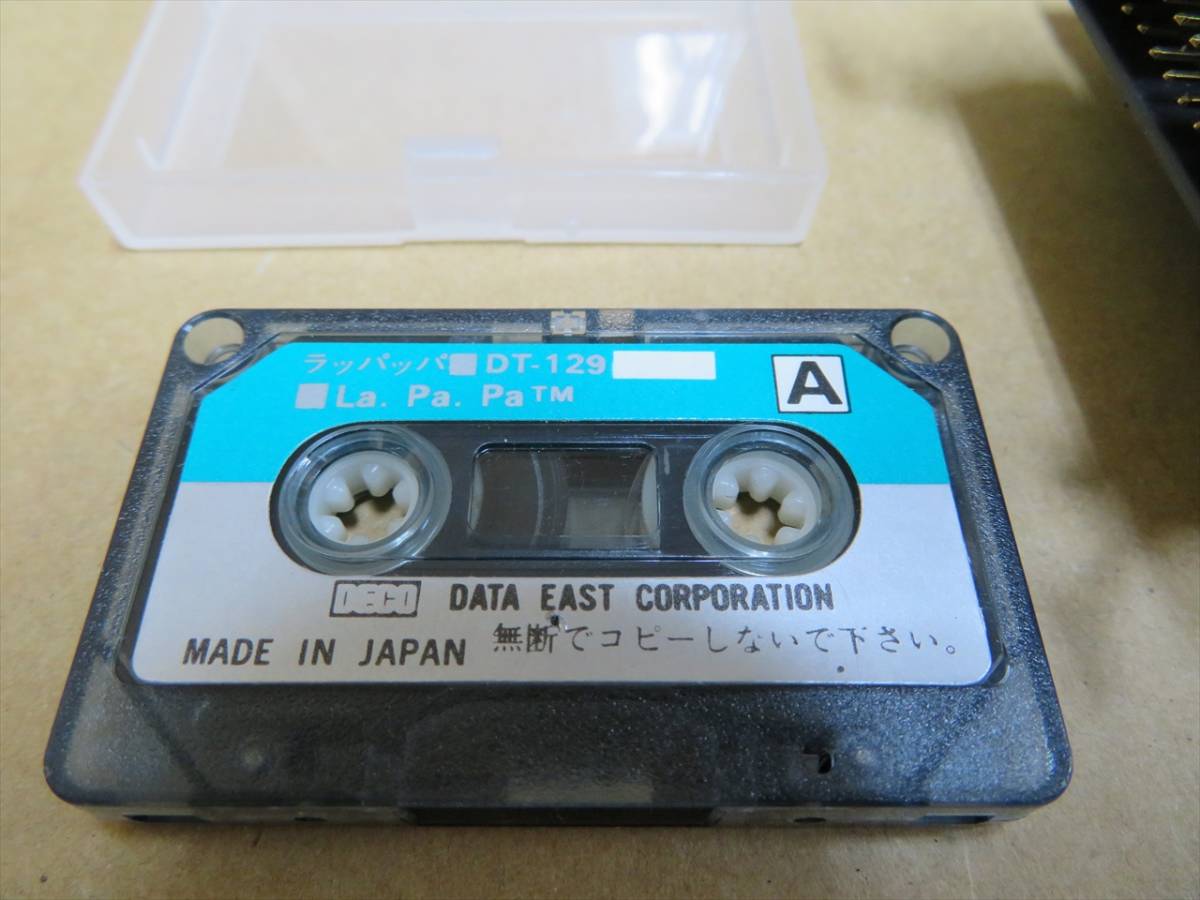 ラッパッパ■DT-129
A
■La. Pa. Pa™
DECO DATA EAST CORPORATION
MADE IN JAPAN 無断でコピーしないで下さい。